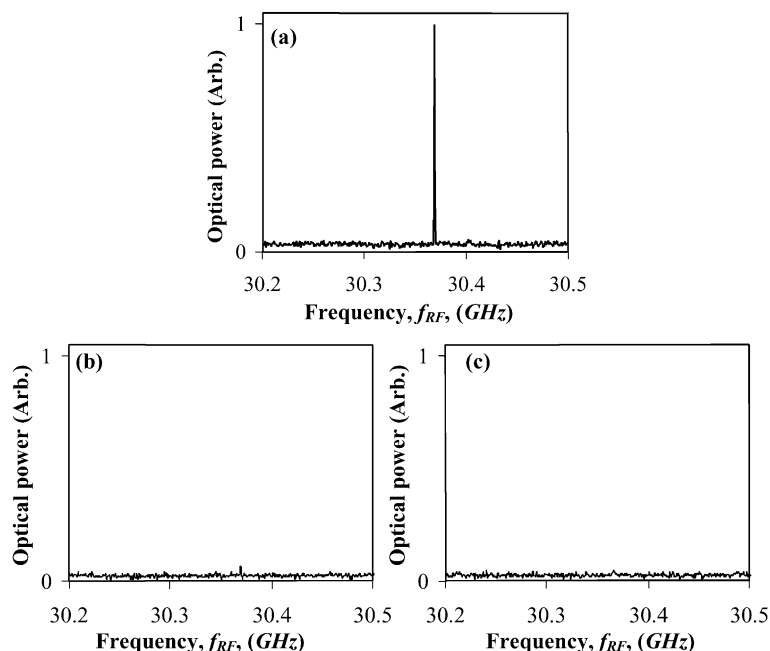 (a)
1
Optical power (Arb.)
0
30.2 30.3 30.4 30.5
Frequency, fRF, (GHz)
(b)
1
Optical power (Arb.)
0
30.2 30.3 30.4 30.5
Frequency, fRF, (GHz)
(c)
1
Optical power (Arb.)
0
30.2 30.3 30.4 30.5
Frequency, fRF, (GHz)